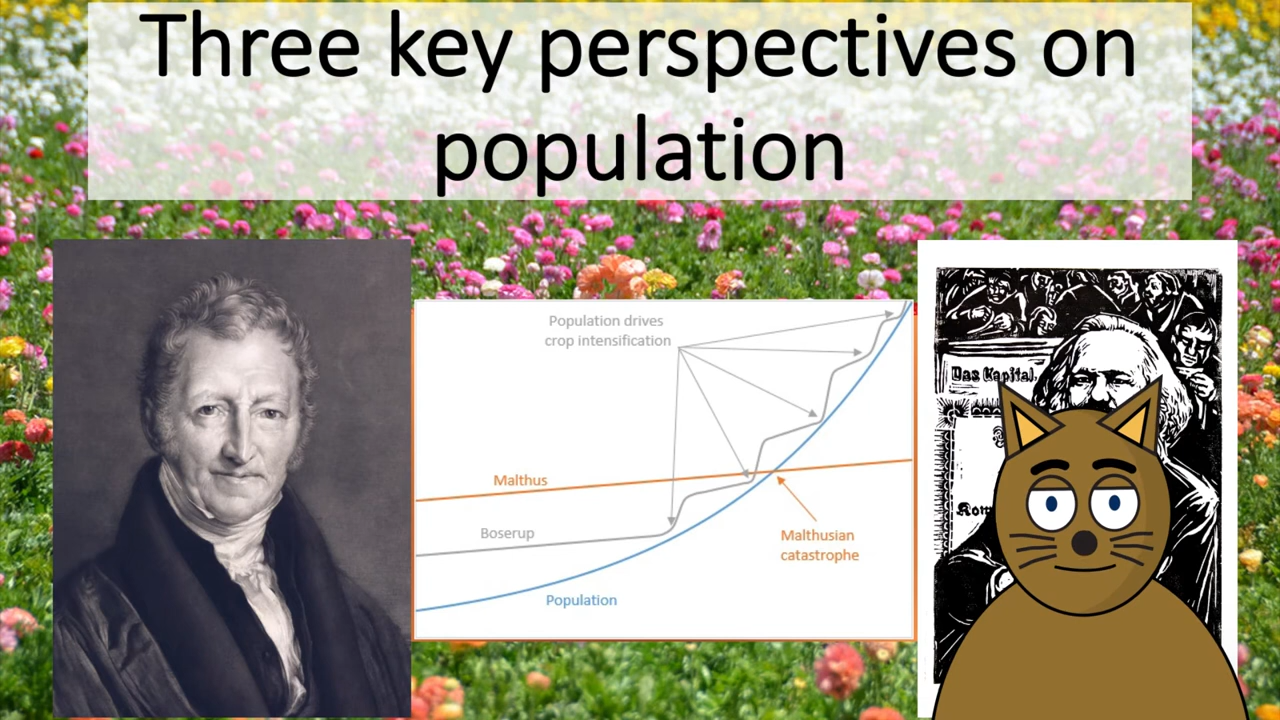 Three key perspectives on
population
Population drives
crop intensification
Malthus
Boserup
Malthusian
catastrophe
Population
Das Kapital.